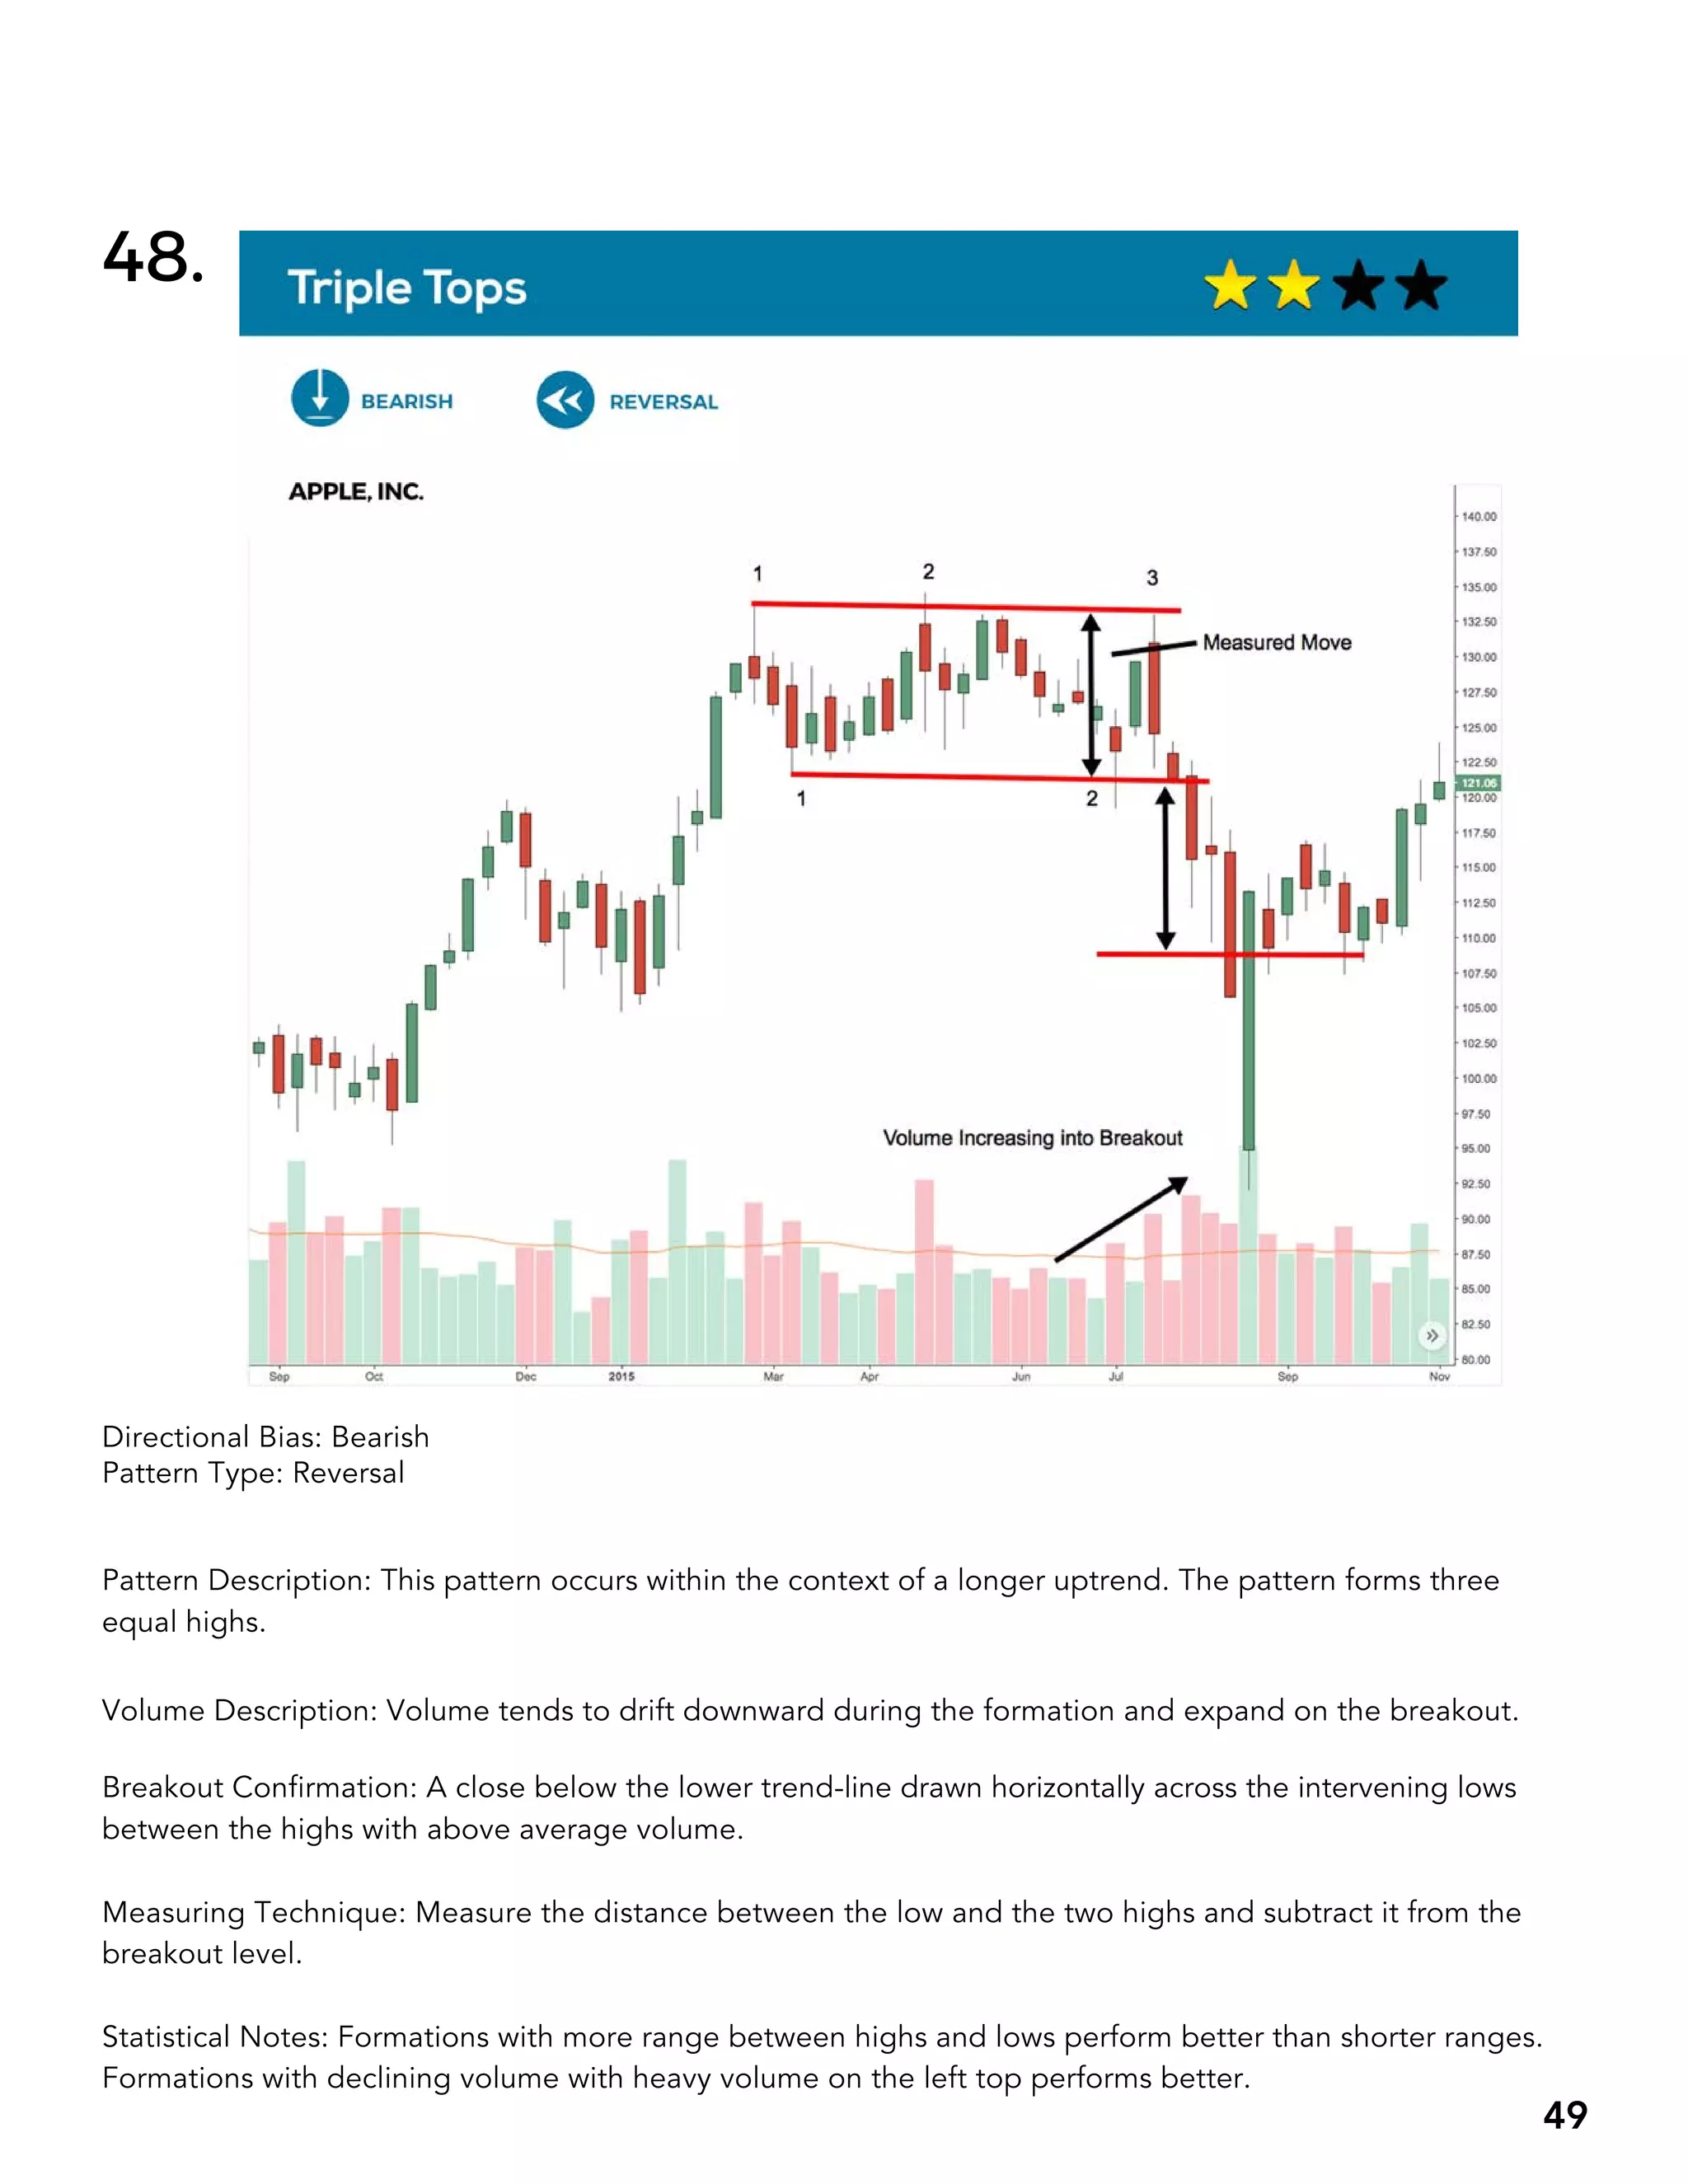 48.
Triple Tops
BEARISH
REVERSAL
APPLE, INC.
140.00
137.50
135.00
132.50
130.00
127.50
125.00
122.50
121.06
120.00
117.50
115.00
112.50
110.00
107.50
105.00
102.50
100.00
97.50
95.00
92.50
90.00
87.50
85.00
82.50
80.00
1
2
3
Measured Move
1
2
Volume Increasing into Breakout
Sep Oct Dec 2015 Mar Apr Jun Jul Sep Nov
Directional Bias: Bearish
Pattern Type: Reversal
Pattern Description: This pattern occurs within the context of a longer uptrend. The pattern forms three
equal highs.
Volume Description: Volume tends to drift downward during the formation and expand on the breakout.
Breakout Confirmation: A close below the lower trend-line drawn horizontally across the intervening lows
between the highs with above average volume.
Measuring Technique: Measure the distance between the low and the two highs and subtract it from the
breakout level.
Statistical Notes: Formations with more range between highs and lows perform better than shorter ranges.
Formations with declining volume with heavy volume on the left top performs better.
49